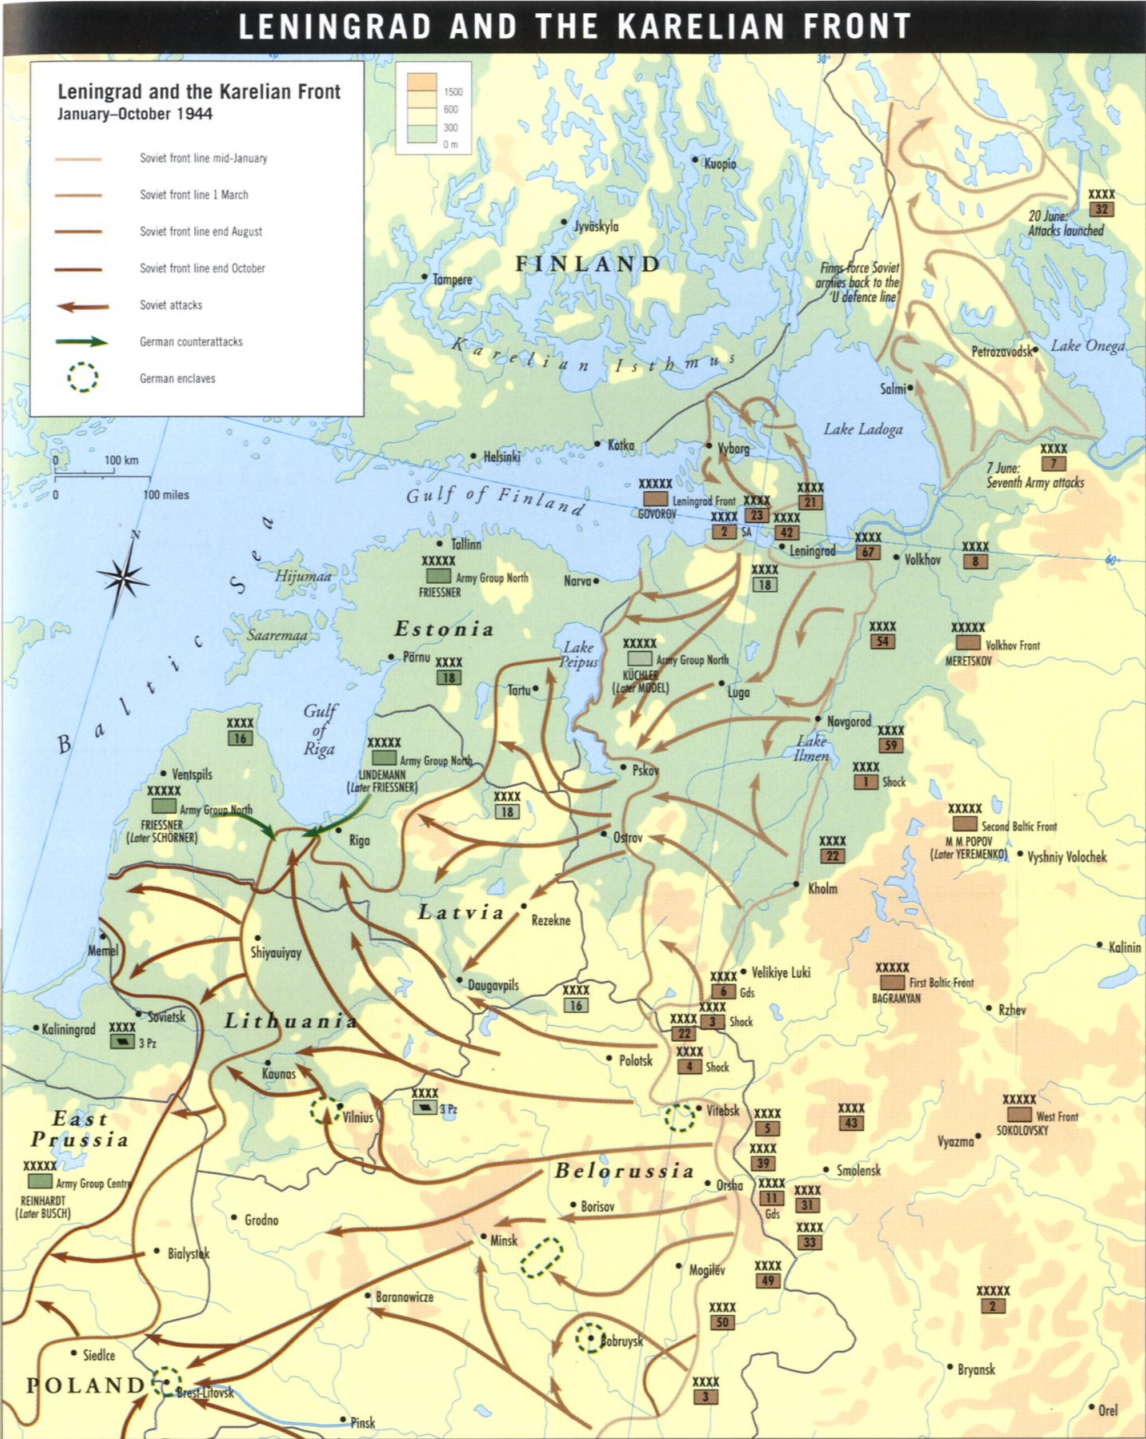 LENINGRAD AND THE KARELIAN FRONT
Leningrad and the Karelian Front
January–October 1944
Soviet front line mid-January
Soviet front line 1 March
Soviet front line end August
Soviet front line end October
Soviet attacks
German counterattacks
German enclaves
1500
600
300
0 m
30°
Kuopio
XXXX
32
20 June:
Attacks launched
Jyväskyla
FINLAND
Tampere
Finns force Soviet
armies back to the
'U defence line'
Karelian Isthmus
Petrozavodsk
Lake Onega
Salmi
Lake Ladoga
0 100 km
0 100 miles
N
Kotka
Helsinki
Vyborg
XXXX
7
7 June:
Seventh Army attacks
Gulf of Finland
XXXXX
Leningrad Front
GOVOROV
XXXX
21
XXXX
23
XXXX
2 SA
XXXX
42
Leningrad
XXXX
67
Volkhov
XXXX
8
60°
Baltic Sea
Tallinn
XXXXX
Army Group North
FRIESSNER
Hijumaa
Narva
XXXX
18
Saaremaa
Estonia
Lake
Peipus
XXXXX
Army Group North
KÜCHLER
(Later MODEL)
XXXX
54
XXXXX
Volkhov Front
MERETSKOV
Pärnu
XXXX
18
Tartu
Luga
Novgorod
Lake
Ilmen
XXXX
59
XXXX
16
Gulf
of
Riga
XXXXX
Army Group North
LINDEMANN
(Later FRIESSNER)
Pskov
XXXX
1 Shock
Ventspils
XXXXX
Army Group North
FRIESSNER
(Later SCHÖRNER)
XXXX
18
Riga
Ostrov
XXXXX
Second Baltic Front
M M POPOV
(Later YEREMENKO)
Vyshniy Volochek
XXXX
22
Kholm
Latvia
Rezekne
Memel
Shiyauiyay
Kalinin
Daugavpils
Velikiye Luki
XXXX
6 Gds
XXXXX
First Baltic Front
BAGRAMYAN
XXXX
16
XXXX
3 Shock
XXXX
22
Rzhev
Kaliningrad
Sovietsk
XXXX
3 Pz
Lithuania
XXXX
4 Shock
Polotsk
Kaunas
XXXX
3 Pz
Vilnius
Vitebsk
XXXX
5
XXXX
43
XXXXX
West Front
SOKOLOVSKY
Vyazma
East
Prussia
XXXXX
Army Group Centre
REINHARDT
(Later BUSCH)
XXXX
39
Belorussia
Smolensk
Orsha
XXXX
11
Gds
XXXX
31
Borisov
Grodno
XXXX
33
Minsk
Bialystok
Mogilëv
XXXX
49
Baranowicze
XXXXX
2
XXXX
50
Bobruysk
Siedlce
Bryansk
POLAND
Brest-Litovsk
XXXX
3
Pinsk
Orel